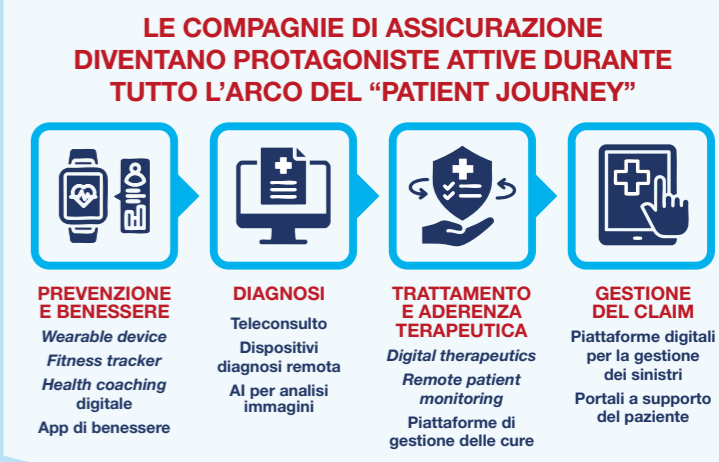 LE COMPAGNIE DI ASSICURAZIONE
DIVENTANO PROTAGONISTE ATTIVE DURANTE
TUTTO L’ARCO DEL “PATIENT JOURNEY”
PREVENZIONE
E BENESSERE
Wearable device
Fitness tracker
Health coaching
digitale
App di benessere
DIAGNOSI
Teleconsulto
Dispositivi
diagnosi remota
AI per analisi
immagini
TRATTAMENTO
E ADERENZA
TERAPEUTICA
Digital therapeutics
Remote patient
monitoring
Piattaforme di
gestione delle cure
GESTIONE
DEL CLAIM
Piattaforme digitali
per la gestione
dei sinistri
Portali a supporto
del paziente